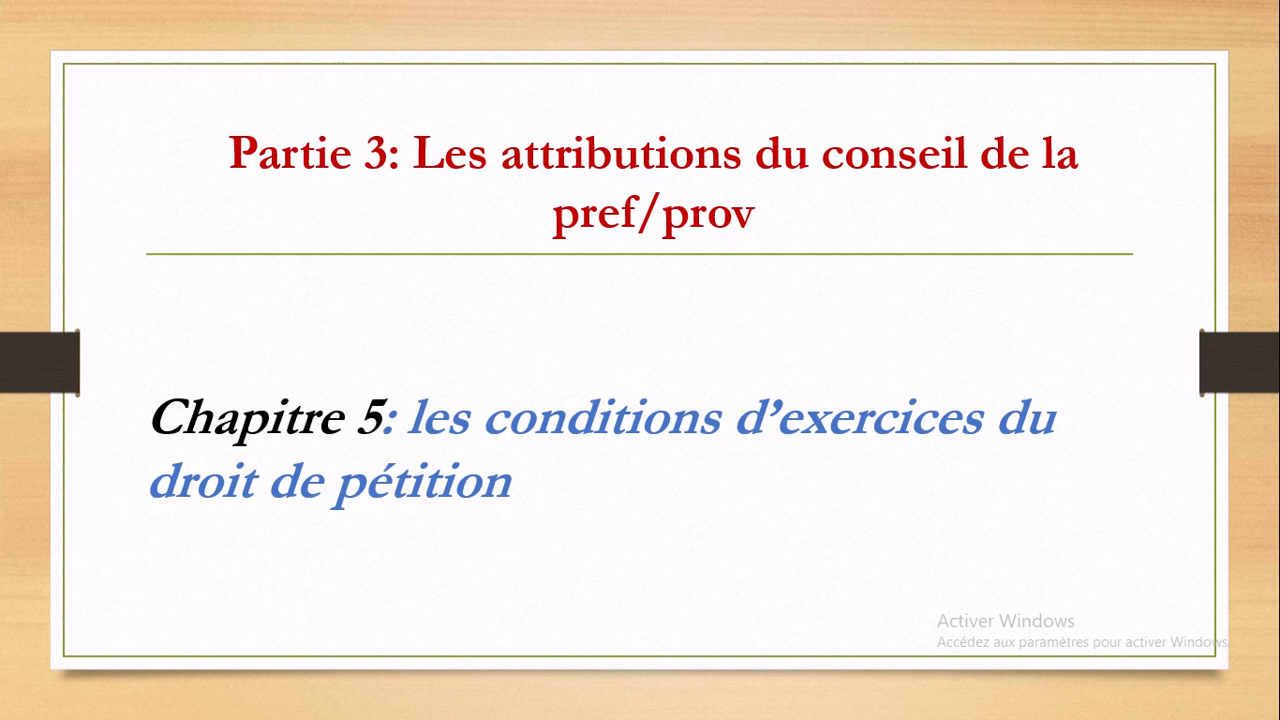 Partie 3: Les attributions du conseil de la
pref/prov
Chapitre 5: les conditions d’exercices du
droit de pétition
Activer Windows
Accédez aux paramètres pour activer Windows.